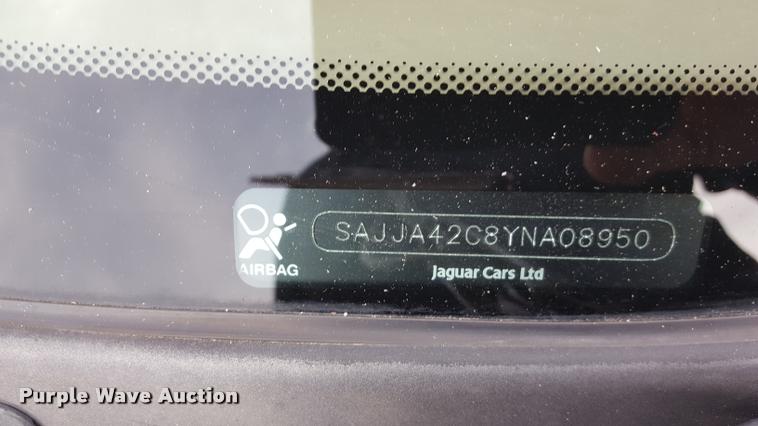 SAJJA42C8YNA08950
AIRBAG
Jaguar Cars Ltd
Purple Wave Auction